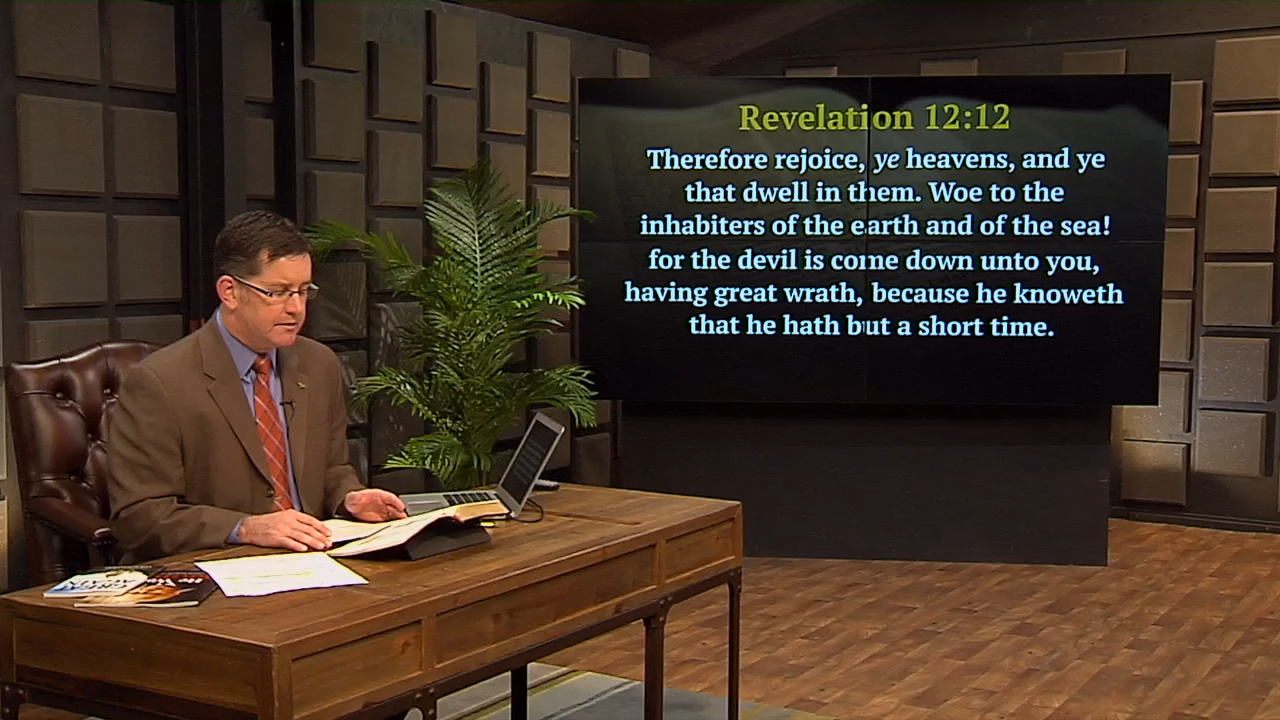 Revelation 12:12
Therefore rejoice, ye heavens, and ye
that dwell in them. Woe to the
inhabiters of the earth and of the sea!
for the devil is come down unto you,
having great wrath, because he knoweth
that he hath but a short time.